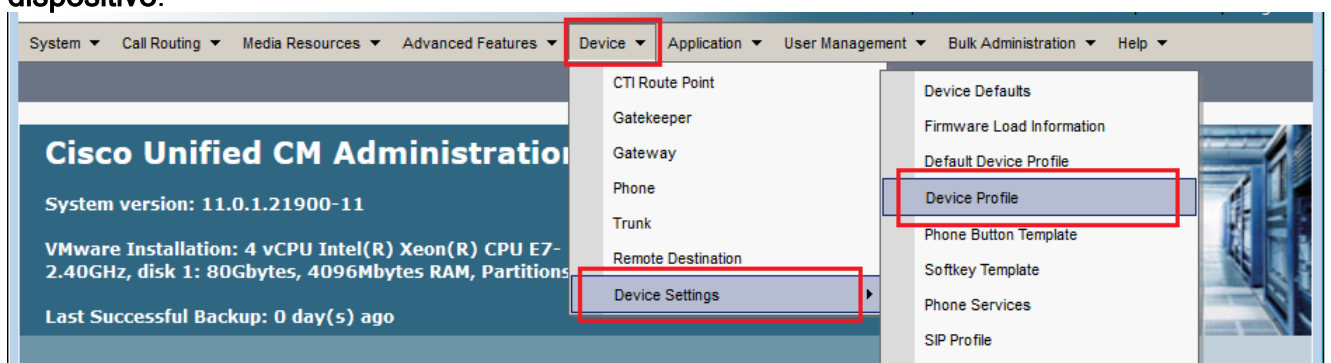 dispositivo.
System Call Routing Media Resources Advanced Features Device Application User Management Bulk Administration Help
CTI Route Point
Gatekeeper
Gateway
Phone
Trunk
Remote Destination
Device Settings
Device Defaults
Firmware Load Information
Default Device Profile
Device Profile
Phone Button Template
Softkey Template
Phone Services
SIP Profile
Cisco Unified CM Administration
System version: 11.0.1.21900-11
VMware Installation: 4 vCPU Intel(R) Xeon(R) CPU E7-
2.40GHz, disk 1: 80Gbytes, 4096Mbytes RAM, Partitions
Last Successful Backup: 0 day(s) ago